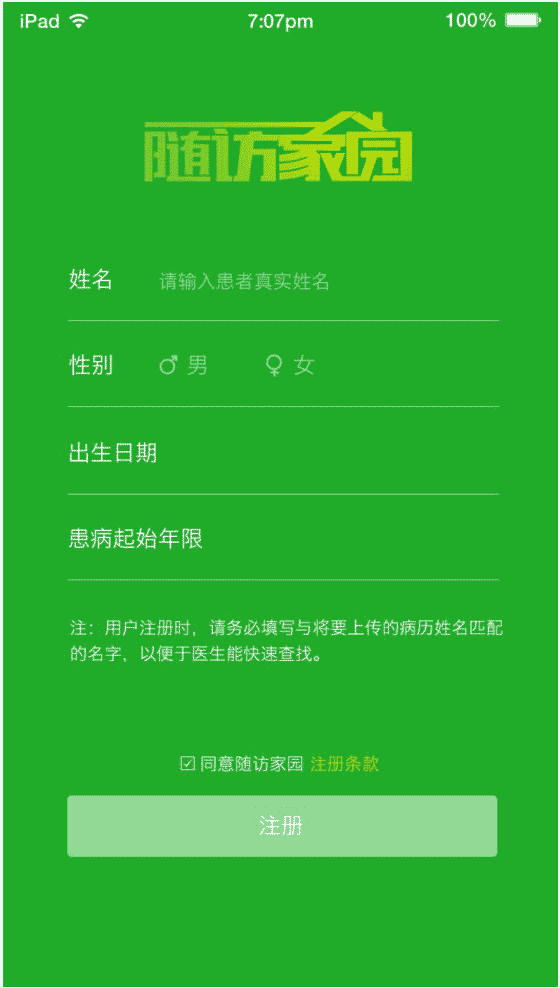 iPad 7:07pm 100%
随访家园
姓名 请输入患者真实姓名
性别 ♂ 男 ♀ 女
出生日期
患病起始年限
注：用户注册时，请务必填写与将要上传的病历姓名匹配
的名字，以便于医生能快速查找。
☑ 同意随访家园 注册条款
注册